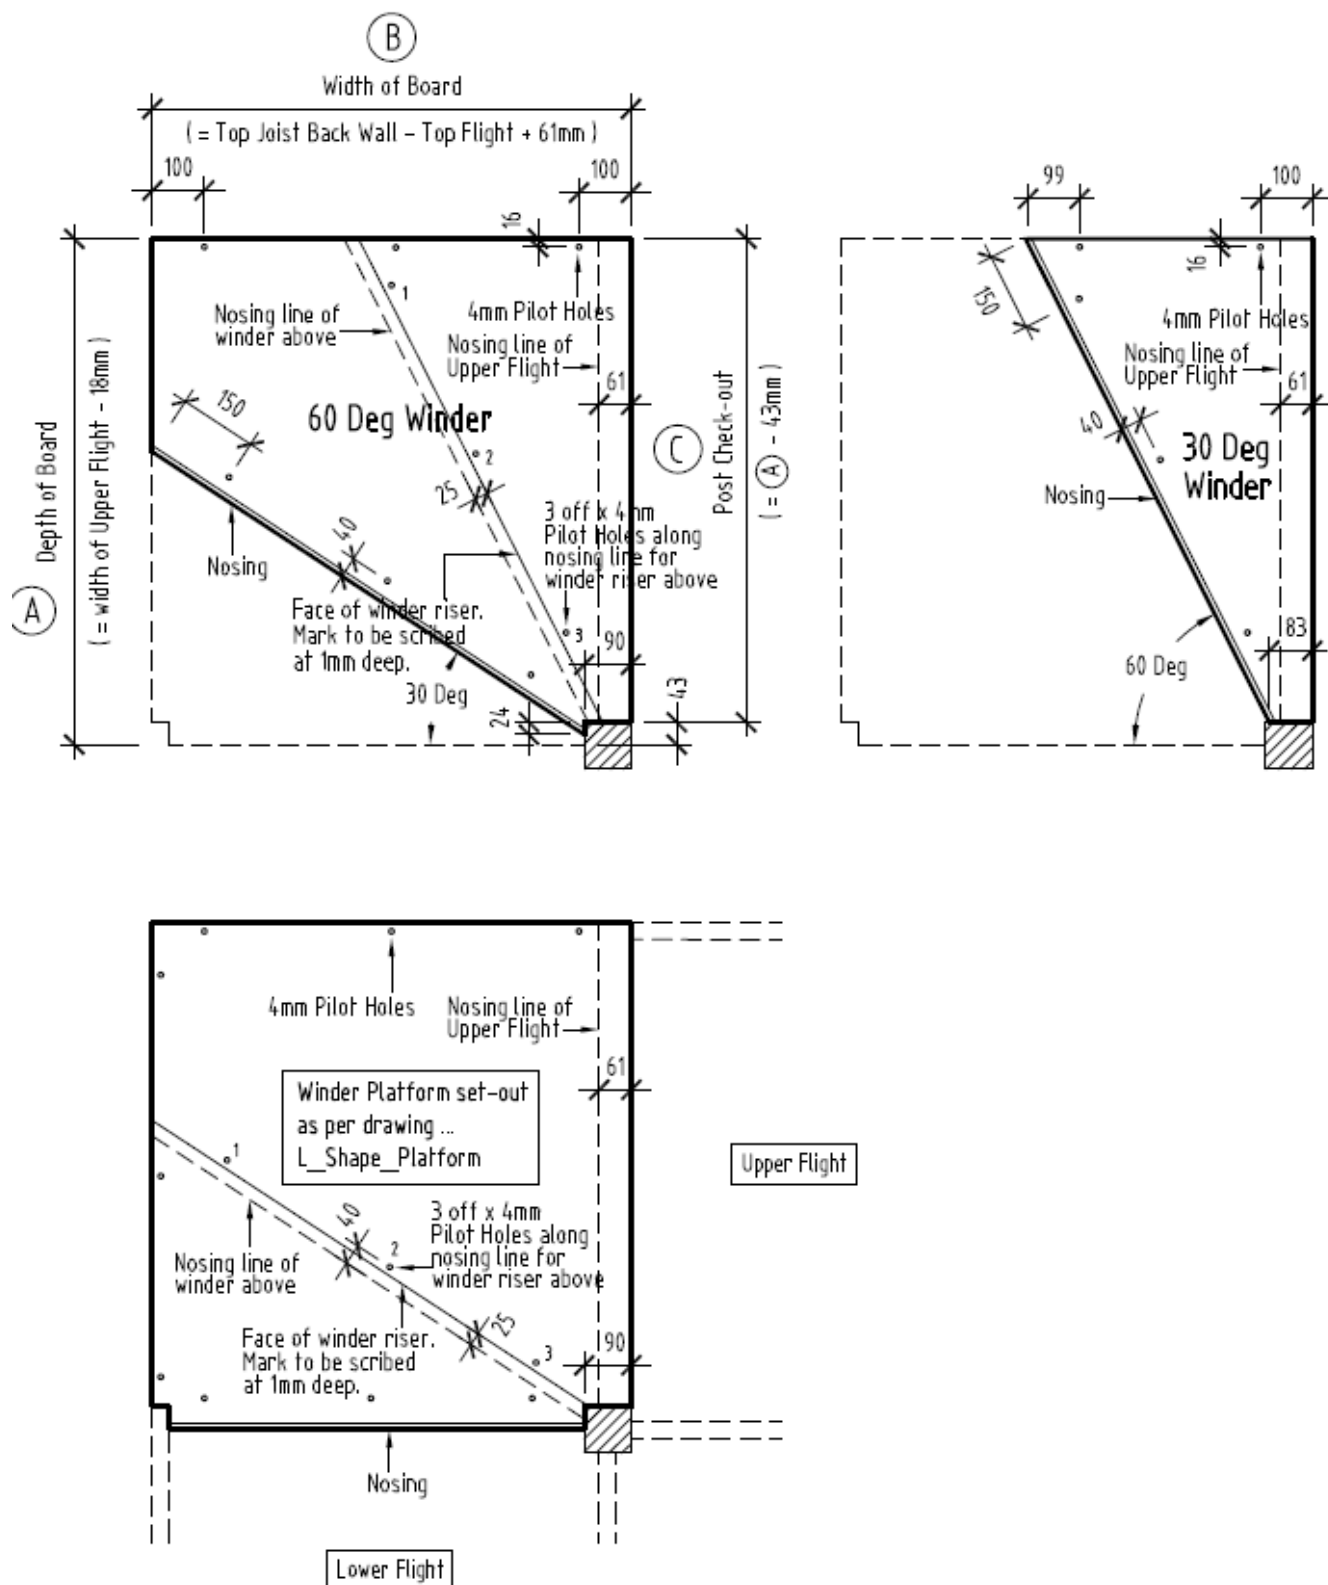 B
Width of Board
( = Top Joist Back Wall - Top Flight + 61mm )
100
100
16
Nosing line of
winder above
1
4mm Pilot Holes
Nosing line of
Upper Flight
61
150
60 Deg Winder
2
25
3 off x 4mm
Pilot Holes along
nosing line for
winder riser above
Nosing
40
Face of winder riser.
Mark to be scribed
at 1mm deep.
3
90
30 Deg
24
43
A
Depth of Board
( = width of Upper Flight - 18mm )
C
Post Check-out
( = A - 43mm )
99
100
16
150
4mm Pilot Holes
Nosing line of
Upper Flight
61
40
30 Deg
Winder
Nosing
83
60 Deg
4mm Pilot Holes
Nosing line of
Upper Flight
61
Winder Platform set-out
as per drawing ...
L_Shape_Platform
Upper Flight
1
40
2
3 off x 4mm
Pilot Holes along
nosing line for
winder riser above
Nosing line of
winder above
25
Face of winder riser.
Mark to be scribed
at 1mm deep.
3
90
Nosing
Lower Flight